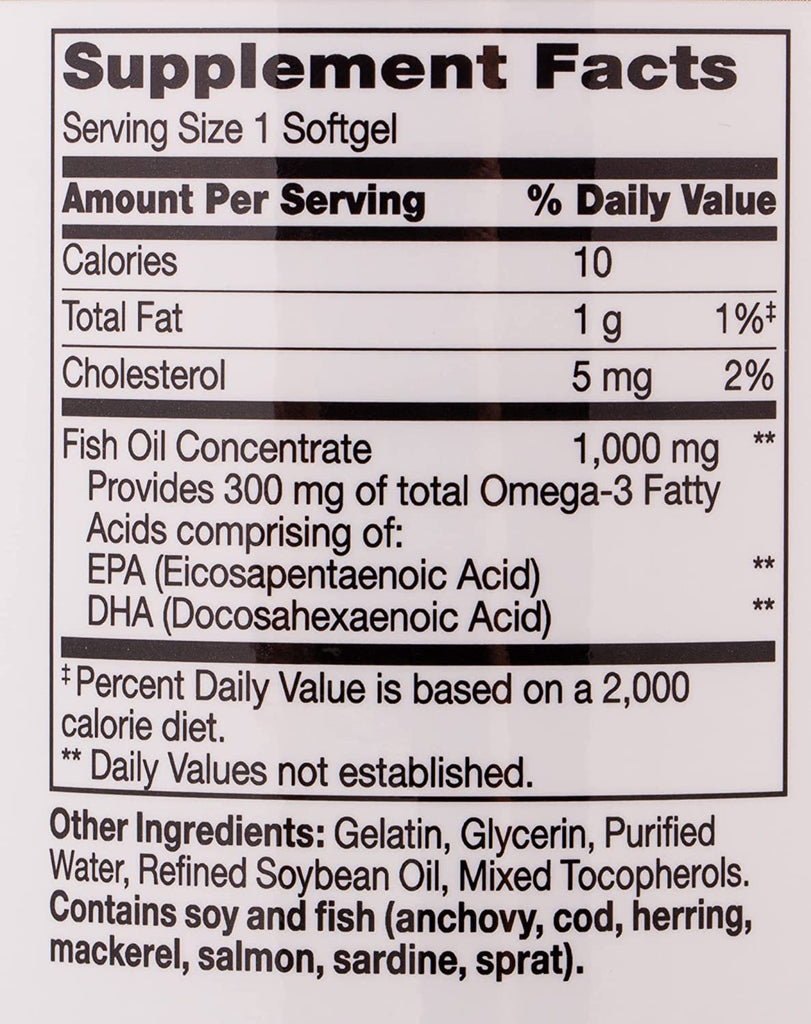 Supplement Facts
Serving Size 1 Softgel
Amount Per Serving % Daily Value
Calories 10
Total Fat 1 g 1%‡
Cholesterol 5 mg 2%
Fish Oil Concentrate 1,000 mg **
Provides 300 mg of total Omega-3 Fatty
Acids comprising of:
EPA (Eicosapentaenoic Acid) **
DHA (Docosahexaenoic Acid) **
‡Percent Daily Value is based on a 2,000
calorie diet.
** Daily Values not established.
Other Ingredients: Gelatin, Glycerin, Purified
Water, Refined Soybean Oil, Mixed Tocopherols.
Contains soy and fish (anchovy, cod, herring,
mackerel, salmon, sardine, sprat).